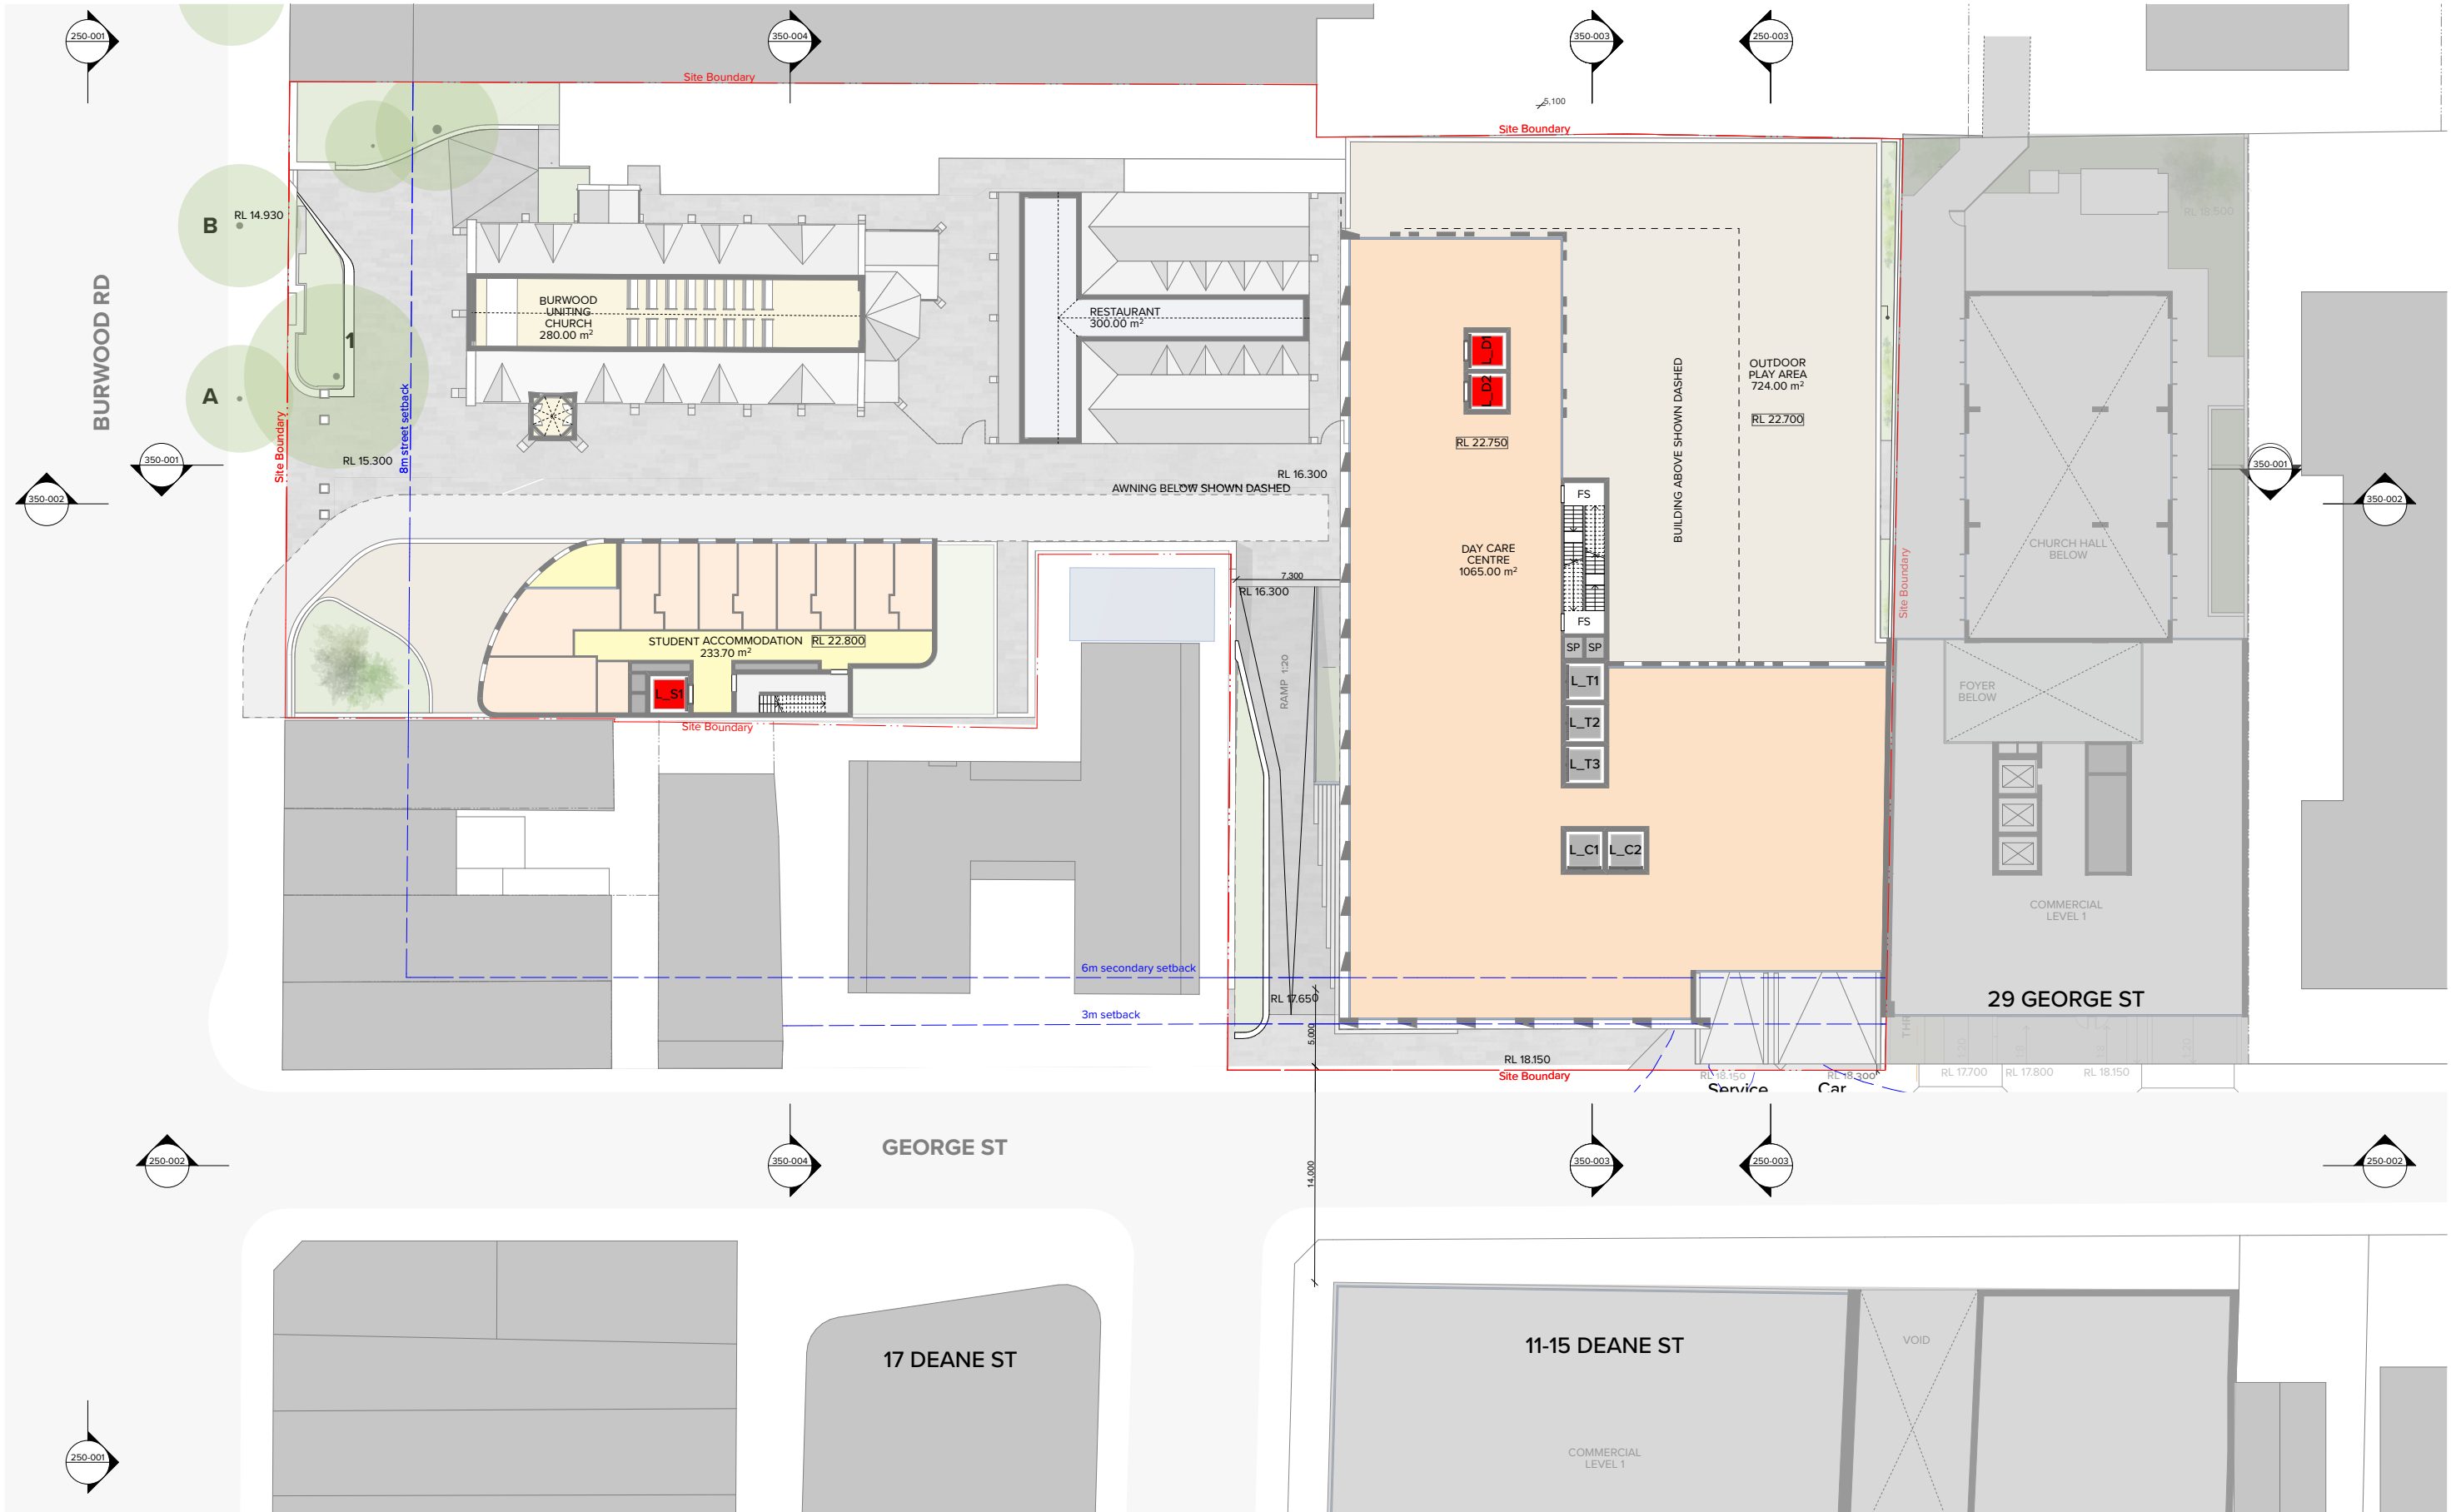 250-001
350-004
350-003
250-003
Site Boundary
5,100
Site Boundary
B
RL 14.930
RL 18.500
BURWOOD RD
BURWOOD
UNITING
CHURCH
280.00 m²
RESTAURANT
300.00 m²
1
A
L_D1
L_D2
OUTDOOR
PLAY AREA
724.00 m²
RL 22.700
RL 22.750
BUILDING ABOVE SHOWN DASHED
8m street setback
Site Boundary
350-001
350-002
RL 15.300
RL 16.300
AWNING BELOW SHOWN DASHED
FS
350-001
350-002
DAY CARE
CENTRE
1065.00 m²
CHURCH HALL
BELOW
Site Boundary
7,300
RL 16.300
FS
STUDENT ACCOMMODATION
RL 22.800
233.70 m²
SP
SP
RAMP 1:20
L_S1
L_T1
FOYER
BELOW
Site Boundary
L_T2
L_T3
L_C1
L_C2
COMMERCIAL
LEVEL 1
6m secondary setback
RL 17.650
29 GEORGE ST
3m setback
5,000
THR
RL 18.150
Site Boundary
RL 18.150
RL 18.300
RL 17.700
RL 17.800
RL 18.150
Service
Car
250-002
350-004
GEORGE ST
14,000
350-003
250-003
250-002
17 DEANE ST
11-15 DEANE ST
VOID
250-001
COMMERCIAL
LEVEL 1